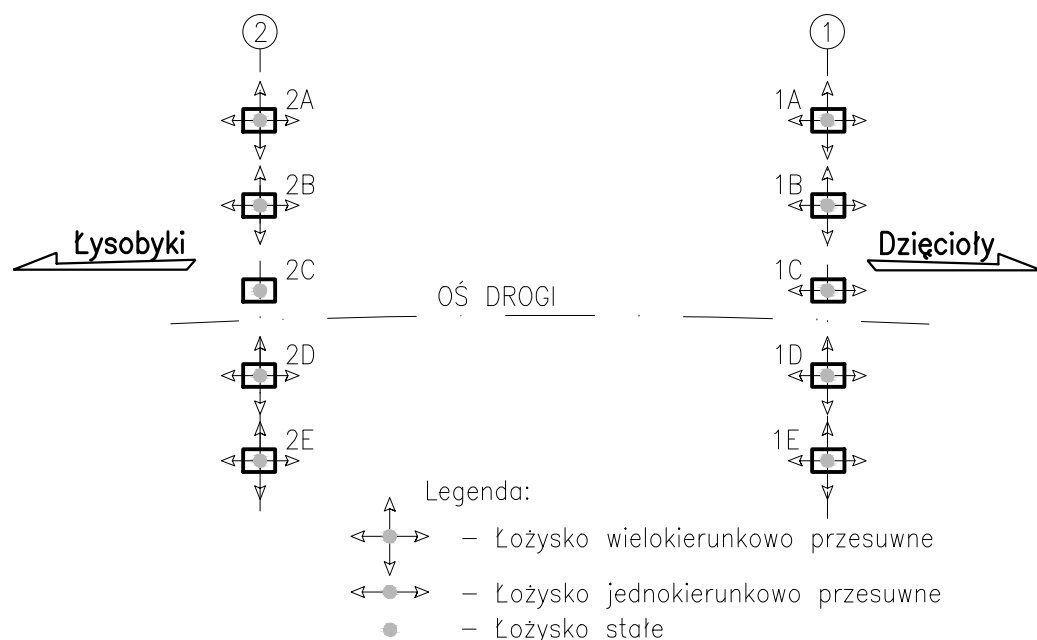 2 1
2A 1A
2B 1B
Łysobyki Dzięcioły
2C 1C
OŚ DROGI
2D 1D
2E 1E
Legenda:
– Łożysko wielokierunkowo przesuwne
– Łożysko jednokierunkowo przesuwne
– Łożysko stałe